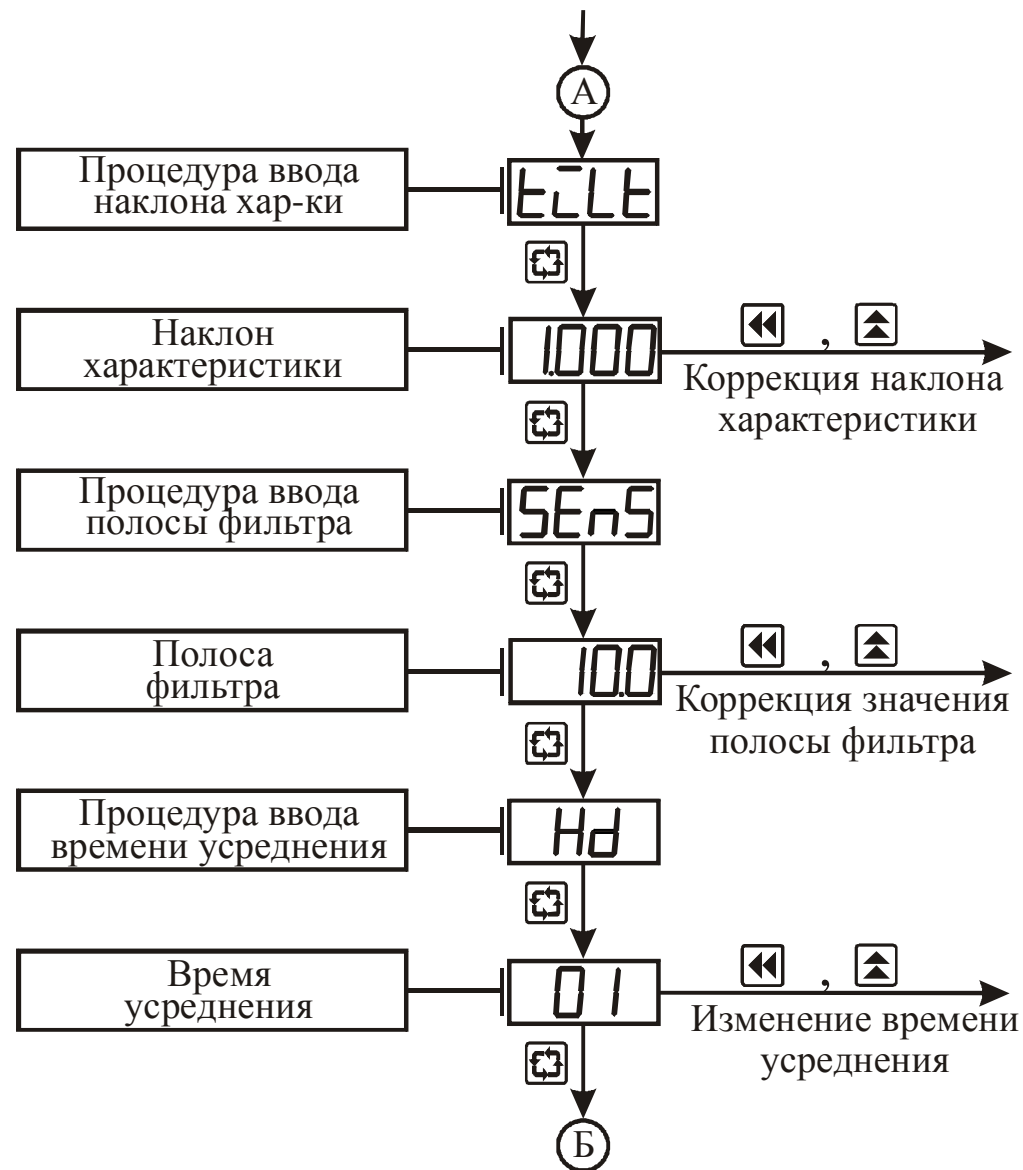 А
Процедура ввода
наклона хар-ки
tiLt
Наклон
характеристики
1.000
,
Коррекция наклона
характеристики
Процедура ввода
полосы фильтра
SEnS
Полоса
фильтра
10.0
,
Коррекция значения
полосы фильтра
Процедура ввода
времени усреднения
Hd
Время
усреднения
01
,
Изменение времени
усреднения
Б